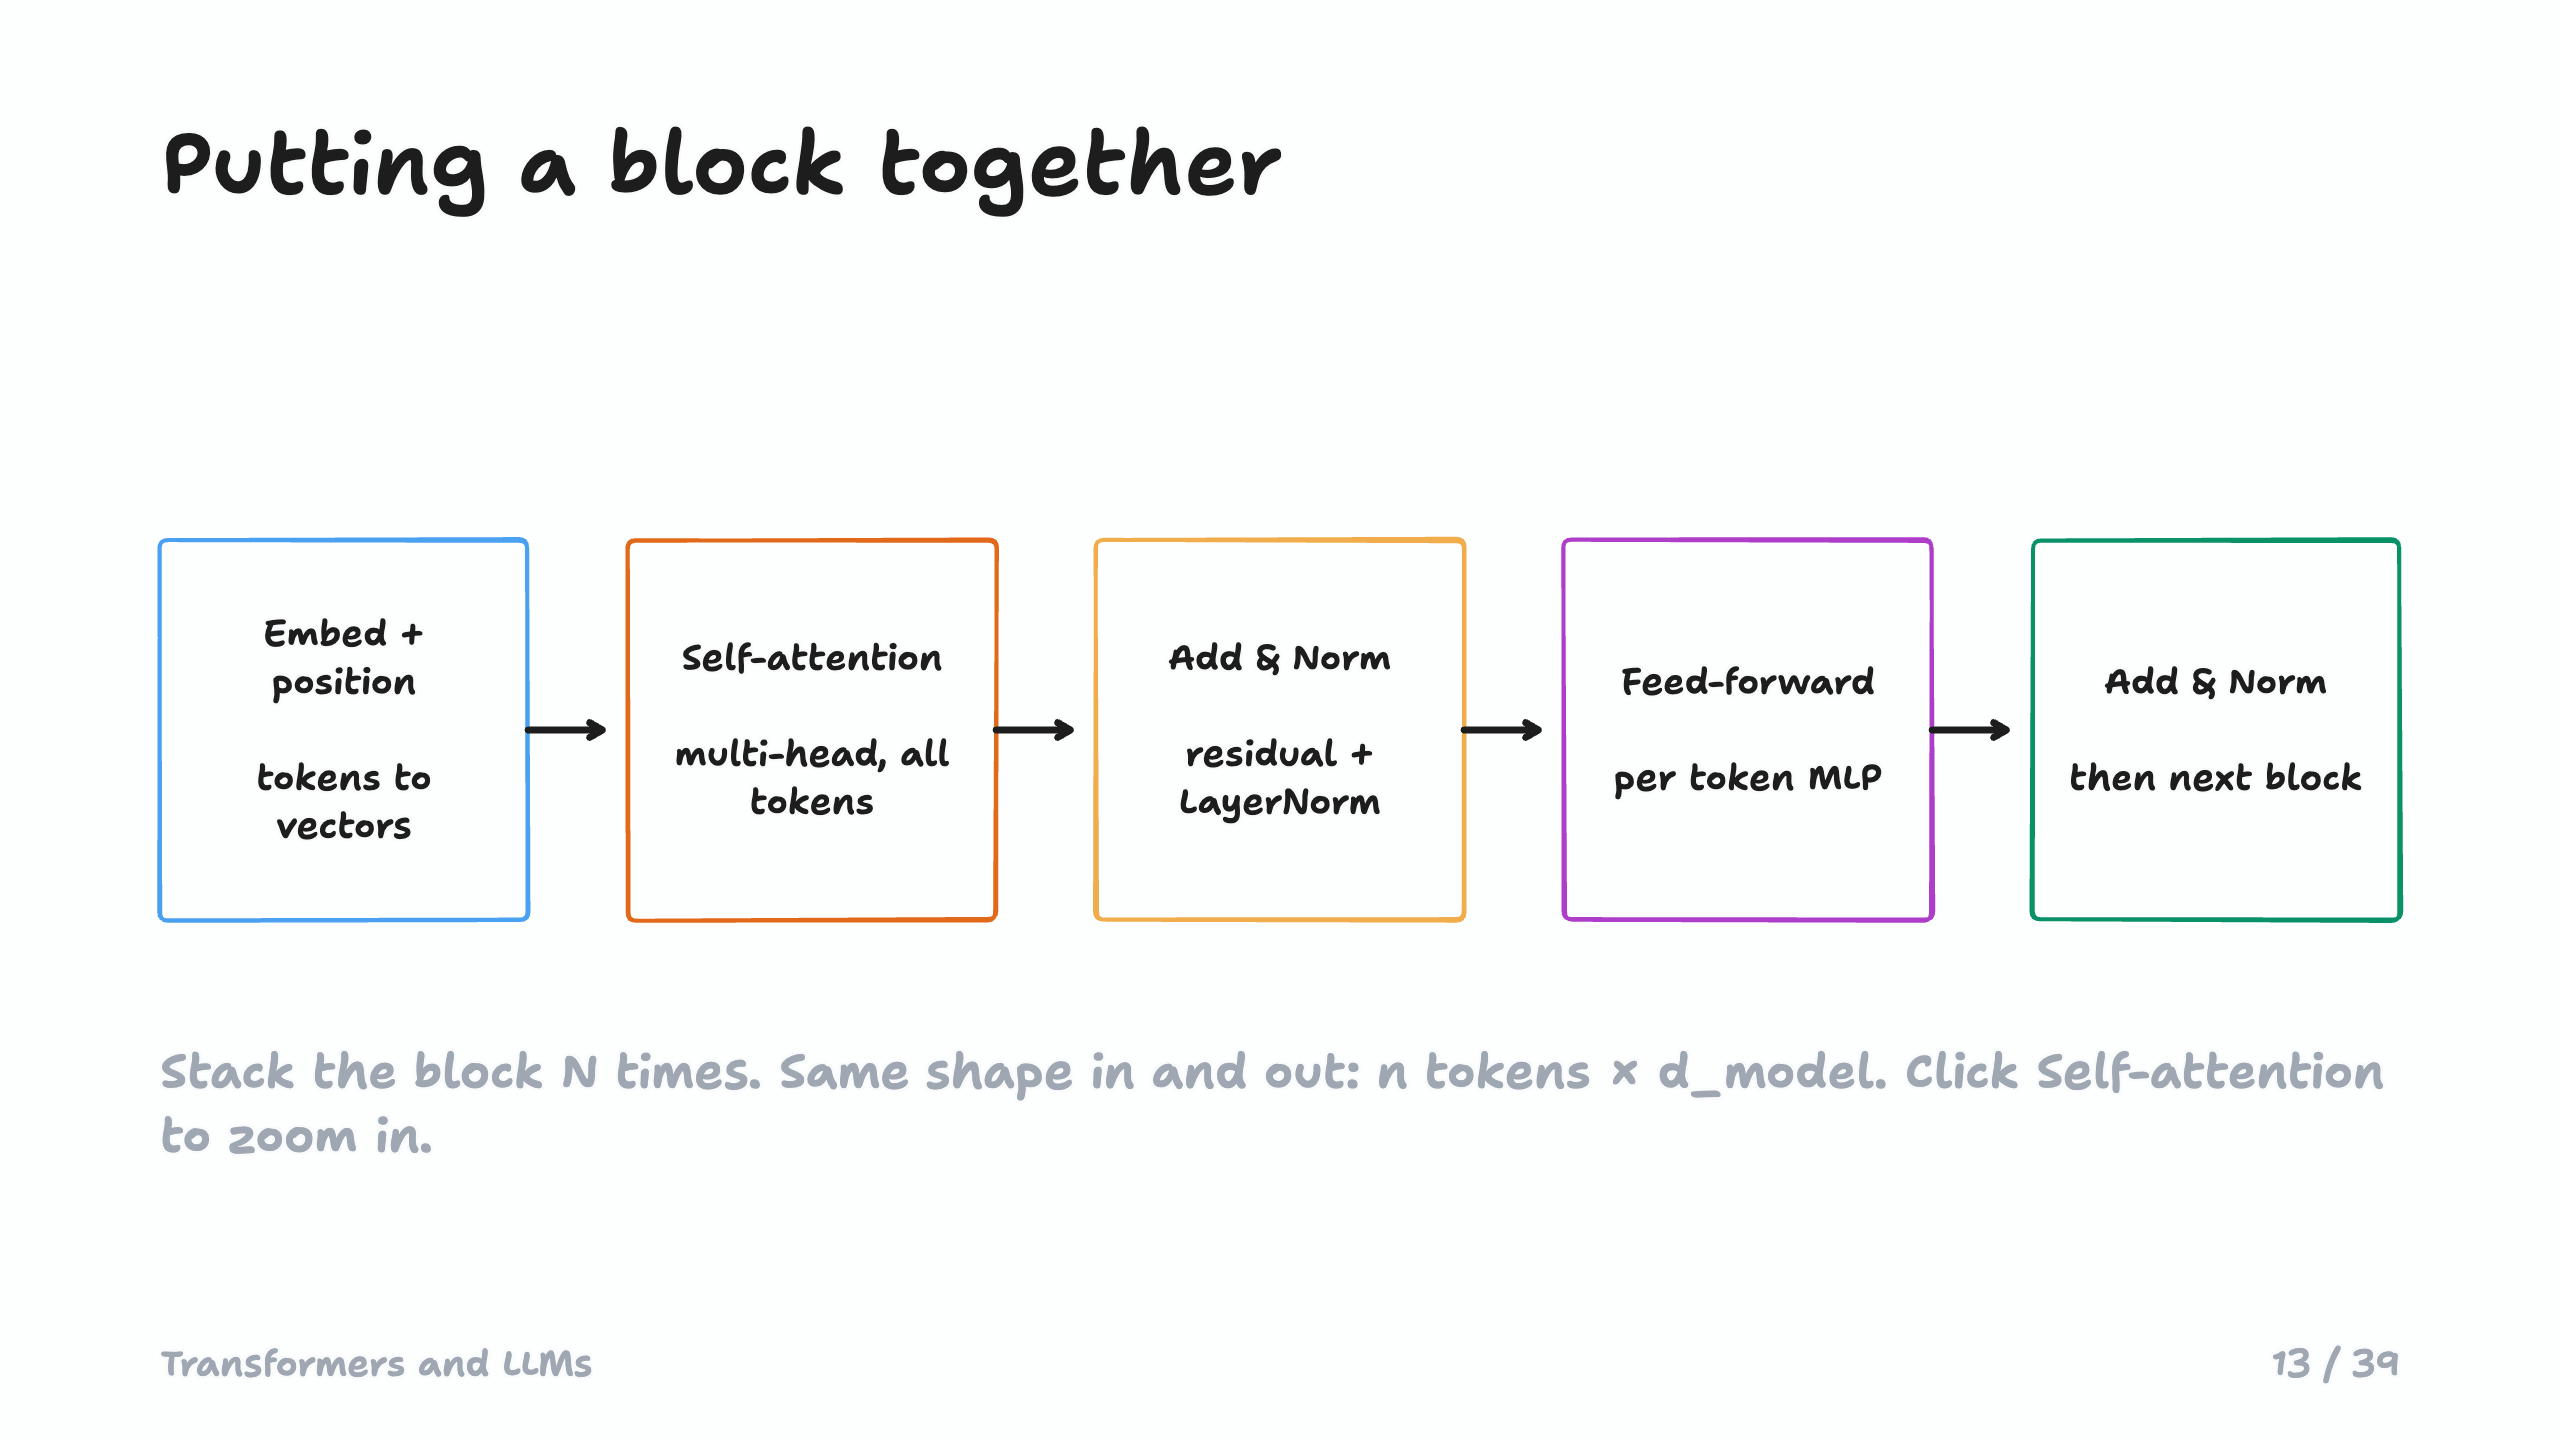 Putting a block together
Embed +
position
tokens to
vectors
Self-attention
multi-head, all
tokens
Add & Norm
residual +
LayerNorm
Feed-forward
per token MLP
Add & Norm
then next block
Stack the block N times. Same shape in and out: n tokens × d_model. Click Self-attention
to zoom in.
Transformers and LLMs
13 / 39